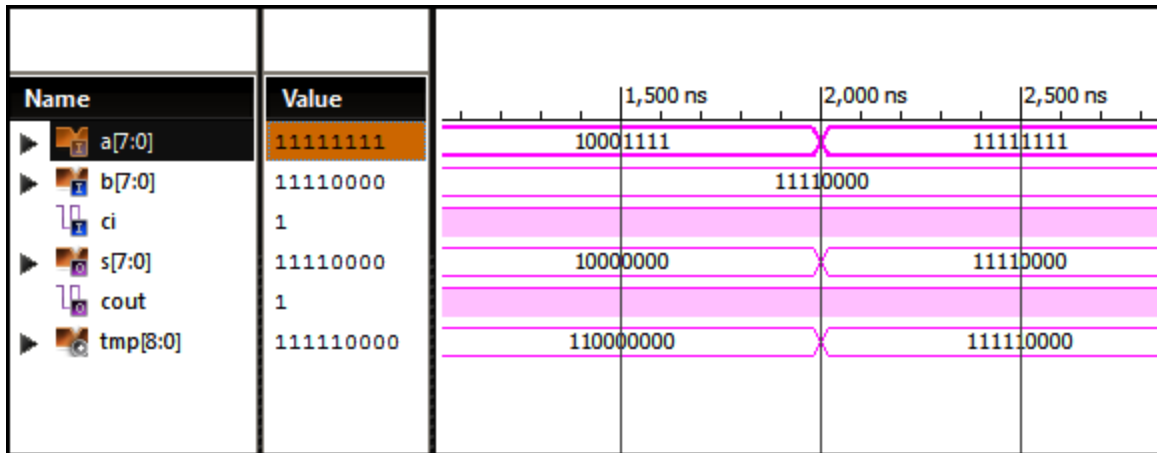 Name Value 1,500 ns 2,000 ns 2,500 ns
a[7:0] 11111111 10001111 11111111
b[7:0] 11110000 11110000
ci 1
s[7:0] 11110000 10000000 11110000
cout 1
tmp[8:0] 111110000 110000000 111110000